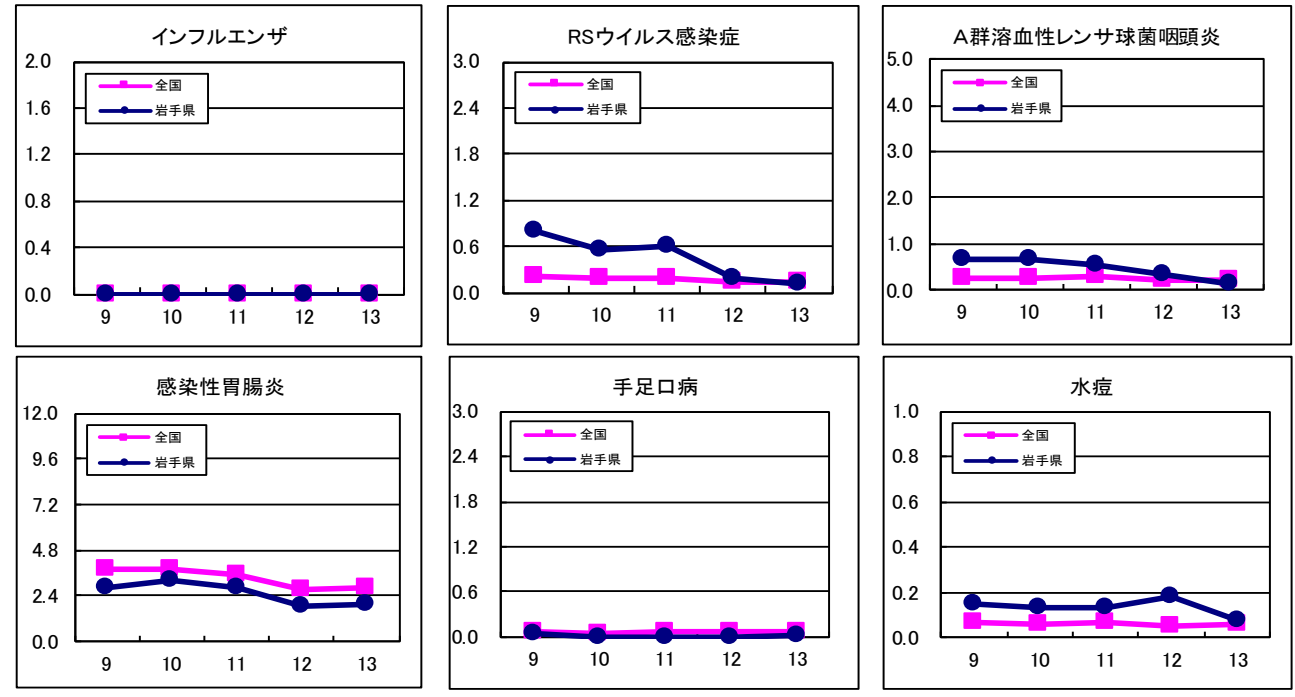 インフルエンザ
2.0
1.6
1.2
0.8
0.4
0.0
全国
岩手県
9 10 11 12 13
RSウイルス感染症
3.0
2.4
1.8
1.2
0.6
0.0
全国
岩手県
9 10 11 12 13
A群溶血性レンサ球菌咽頭炎
5.0
4.0
3.0
2.0
1.0
0.0
全国
岩手県
9 10 11 12 13
感染性胃腸炎
12.0
9.6
7.2
4.8
2.4
0.0
全国
岩手県
9 10 11 12 13
手足口病
3.0
2.4
1.8
1.2
0.6
0.0
全国
岩手県
9 10 11 12 13
水痘
1.0
0.8
0.6
0.4
0.2
0.0
全国
岩手県
9 10 11 12 13